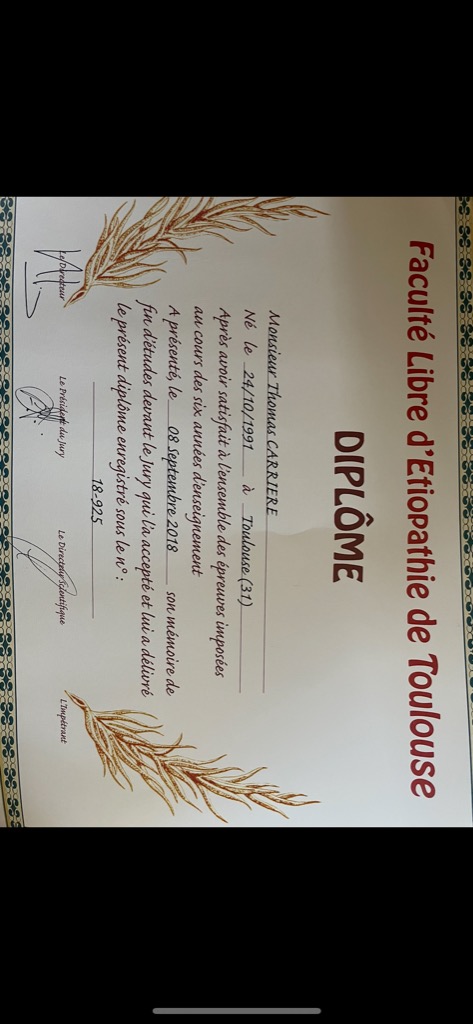 Faculté Libre d'Etiopathie de Toulouse
DIPLÔME
Monsieur Thomas CARRIERE
Né le 24/10/1991 à Toulouse (31)
Après avoir satisfait à l'ensemble des épreuves imposées
au cours des six années d'enseignement
A présenté, le 08 Septembre 2018 son mémoire de
fin d'études devant le Jury qui l'a accepté et lui a délivré
le présent diplôme enregistré sous le n° :
18-925
Le Directeur Le Président du Jury Le Directeur Scientifique L'Impétrant